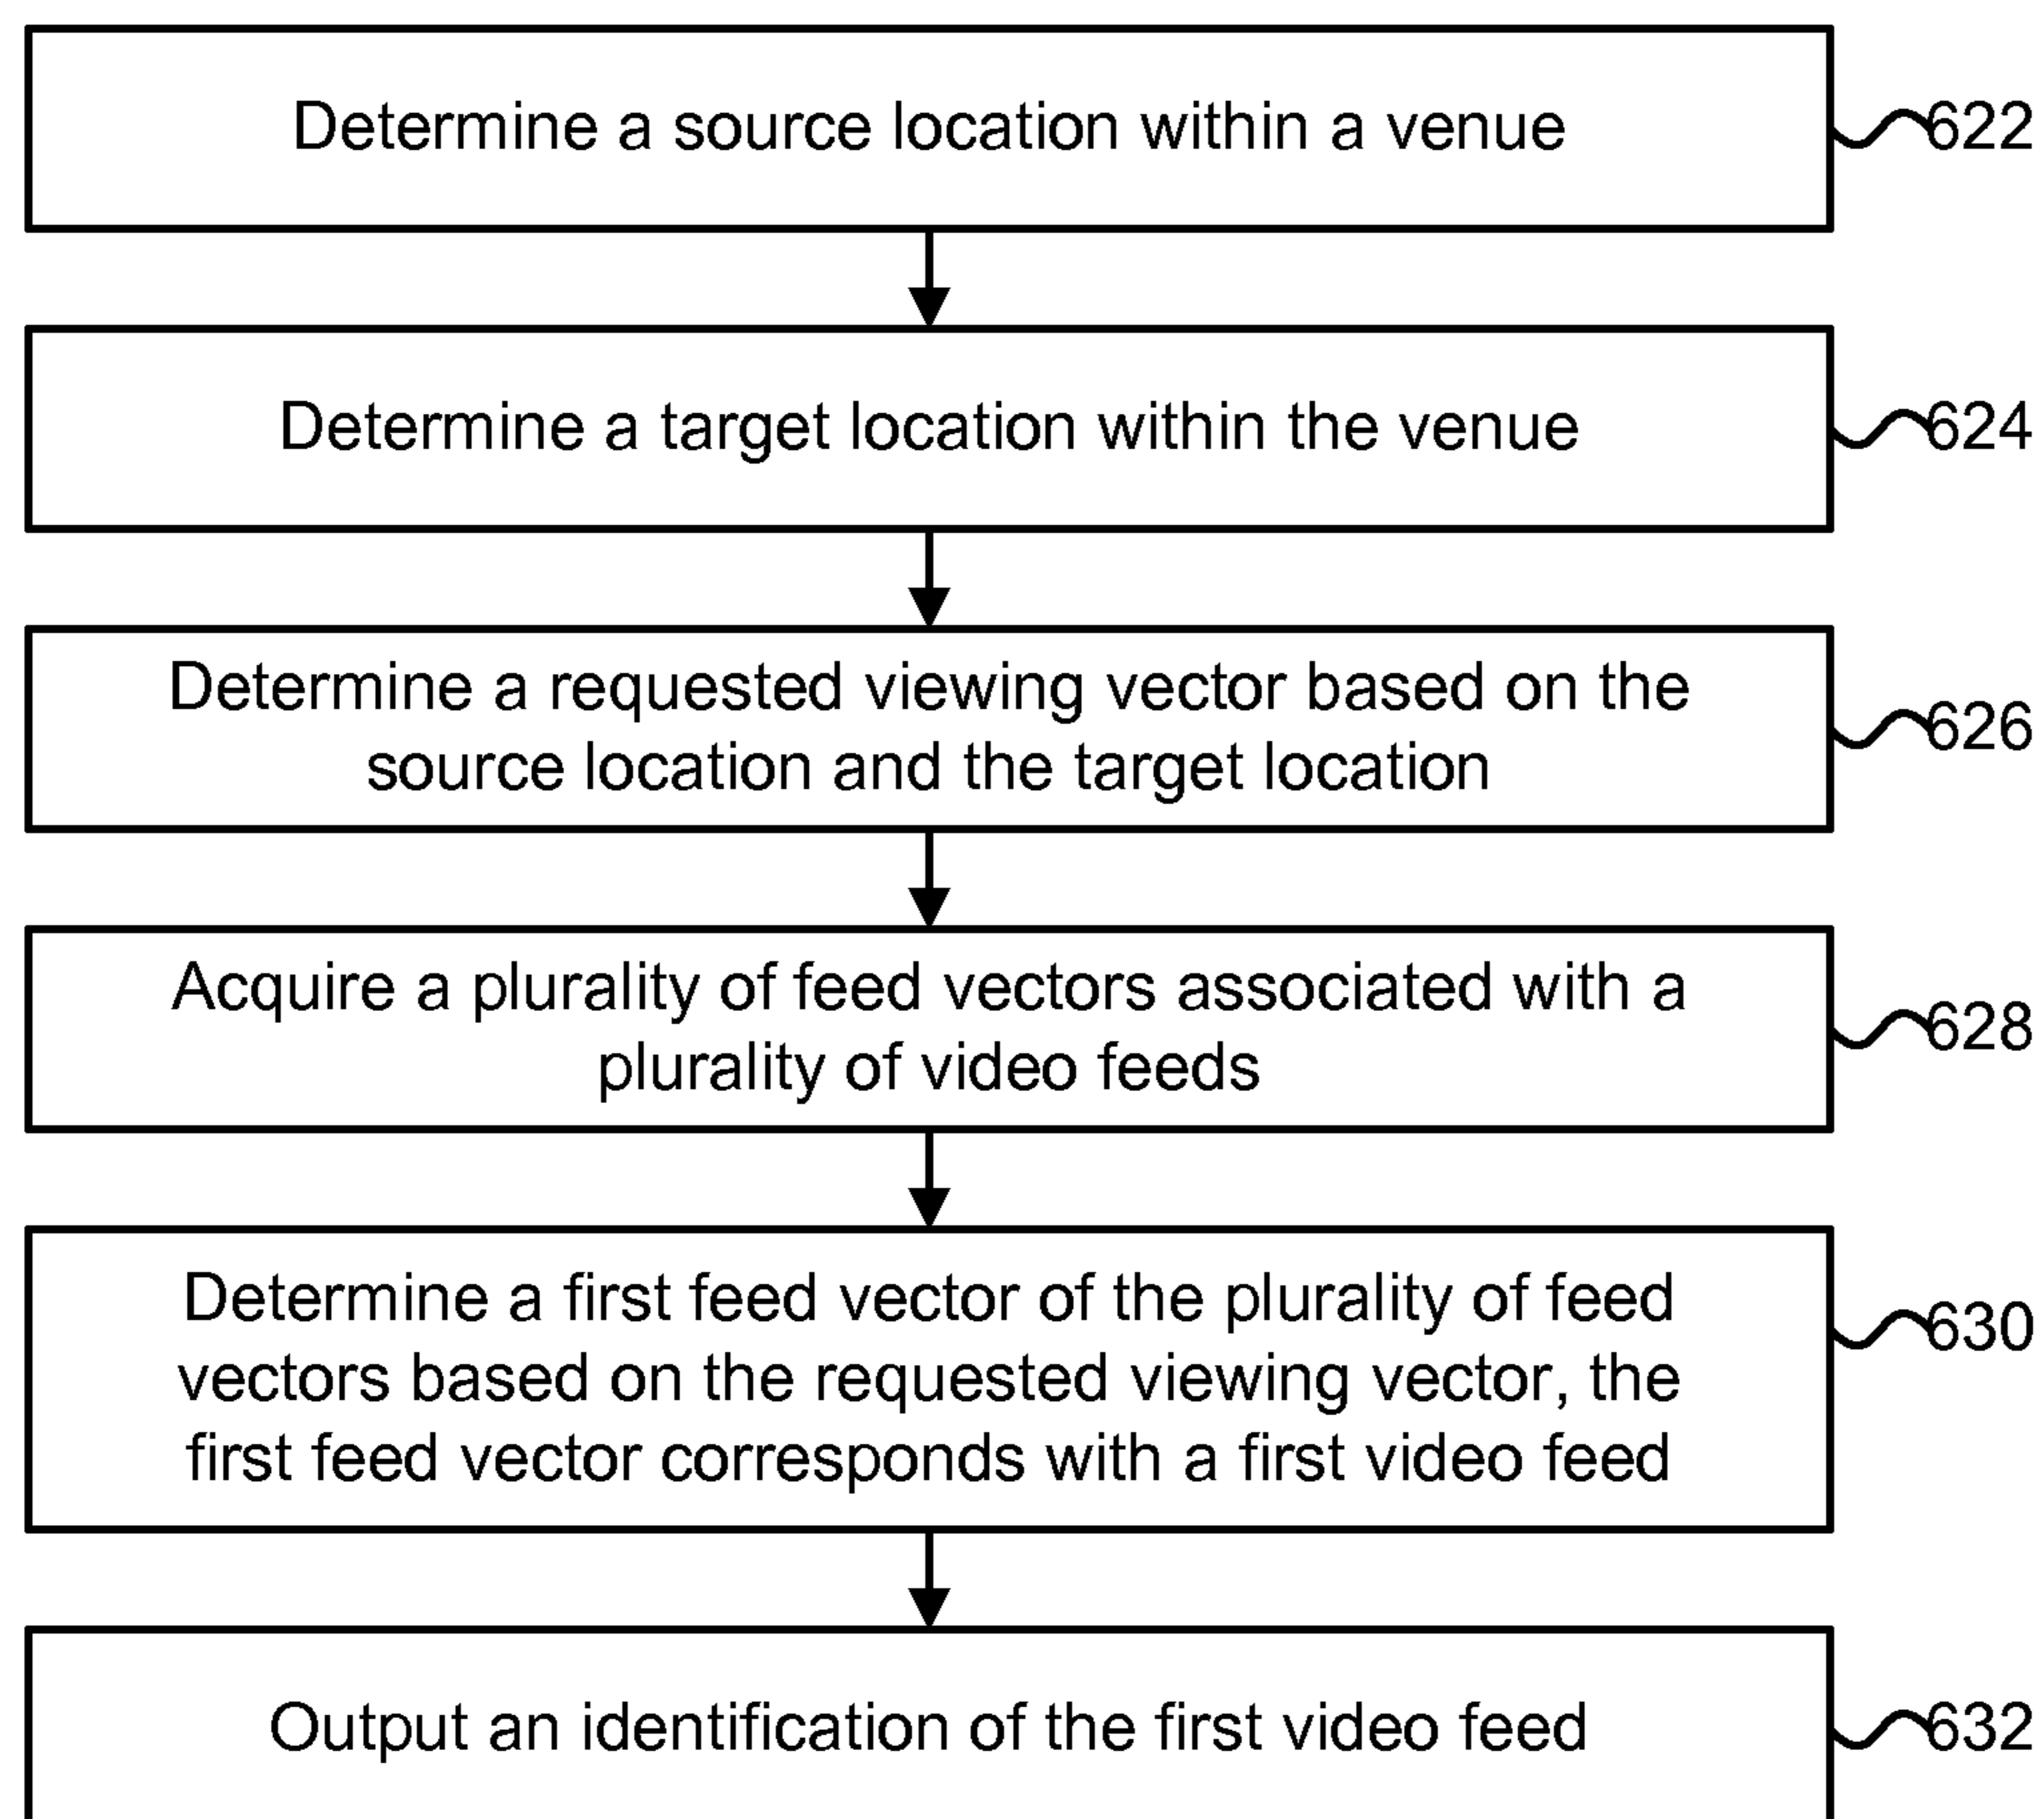 Determine a source location within a venue
622
Determine a target location within the venue
624
Determine a requested viewing vector based on the
source location and the target location
626
Acquire a plurality of feed vectors associated with a
plurality of video feeds
628
Determine a first feed vector of the plurality of feed
vectors based on the requested viewing vector, the
first feed vector corresponds with a first video feed
630
Output an identification of the first video feed
632